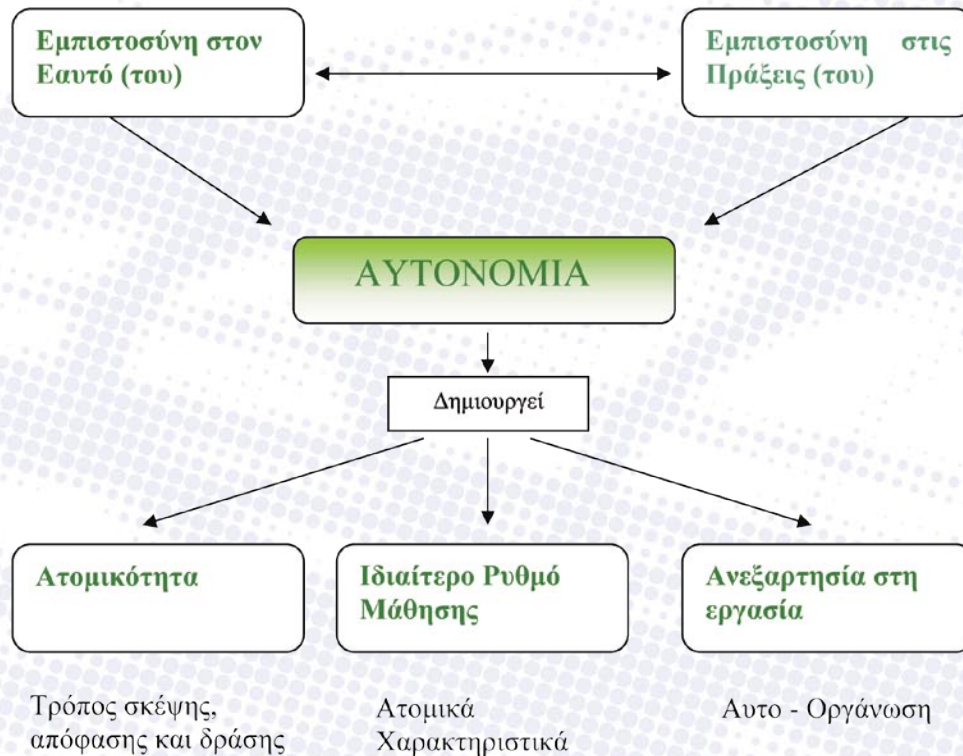 Εμπιστοσύνη στον
Εαυτό (του)
Εμπιστοσύνη στις
Πράξεις (του)
ΑΥΤΟΝΟΜΙΑ
Δημιουργεί
Ατομικότητα
Ιδιαίτερο Ρυθμό
Μάθησης
Ανεξαρτησία στη
εργασία
Τρόπος σκέψης,
απόφασης και δράσης
Ατομικά
Χαρακτηριστικά
Αυτο - Οργάνωση